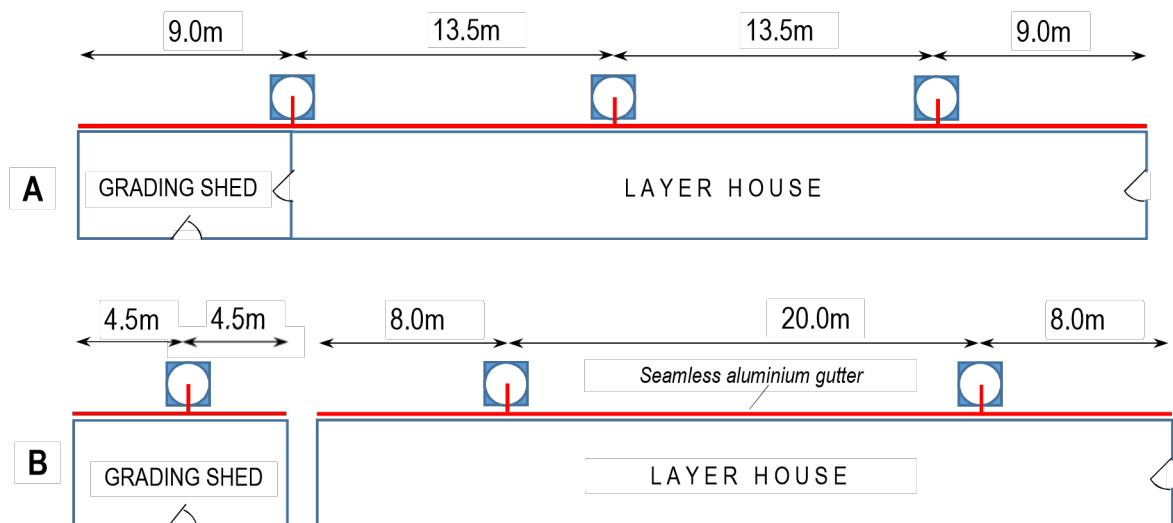 9.0m 13.5m 13.5m 9.0m
A
GRADING SHED
LAYER HOUSE
4.5m 4.5m 8.0m 20.0m 8.0m
Seamless aluminium gutter
B
GRADING SHED
LAYER HOUSE